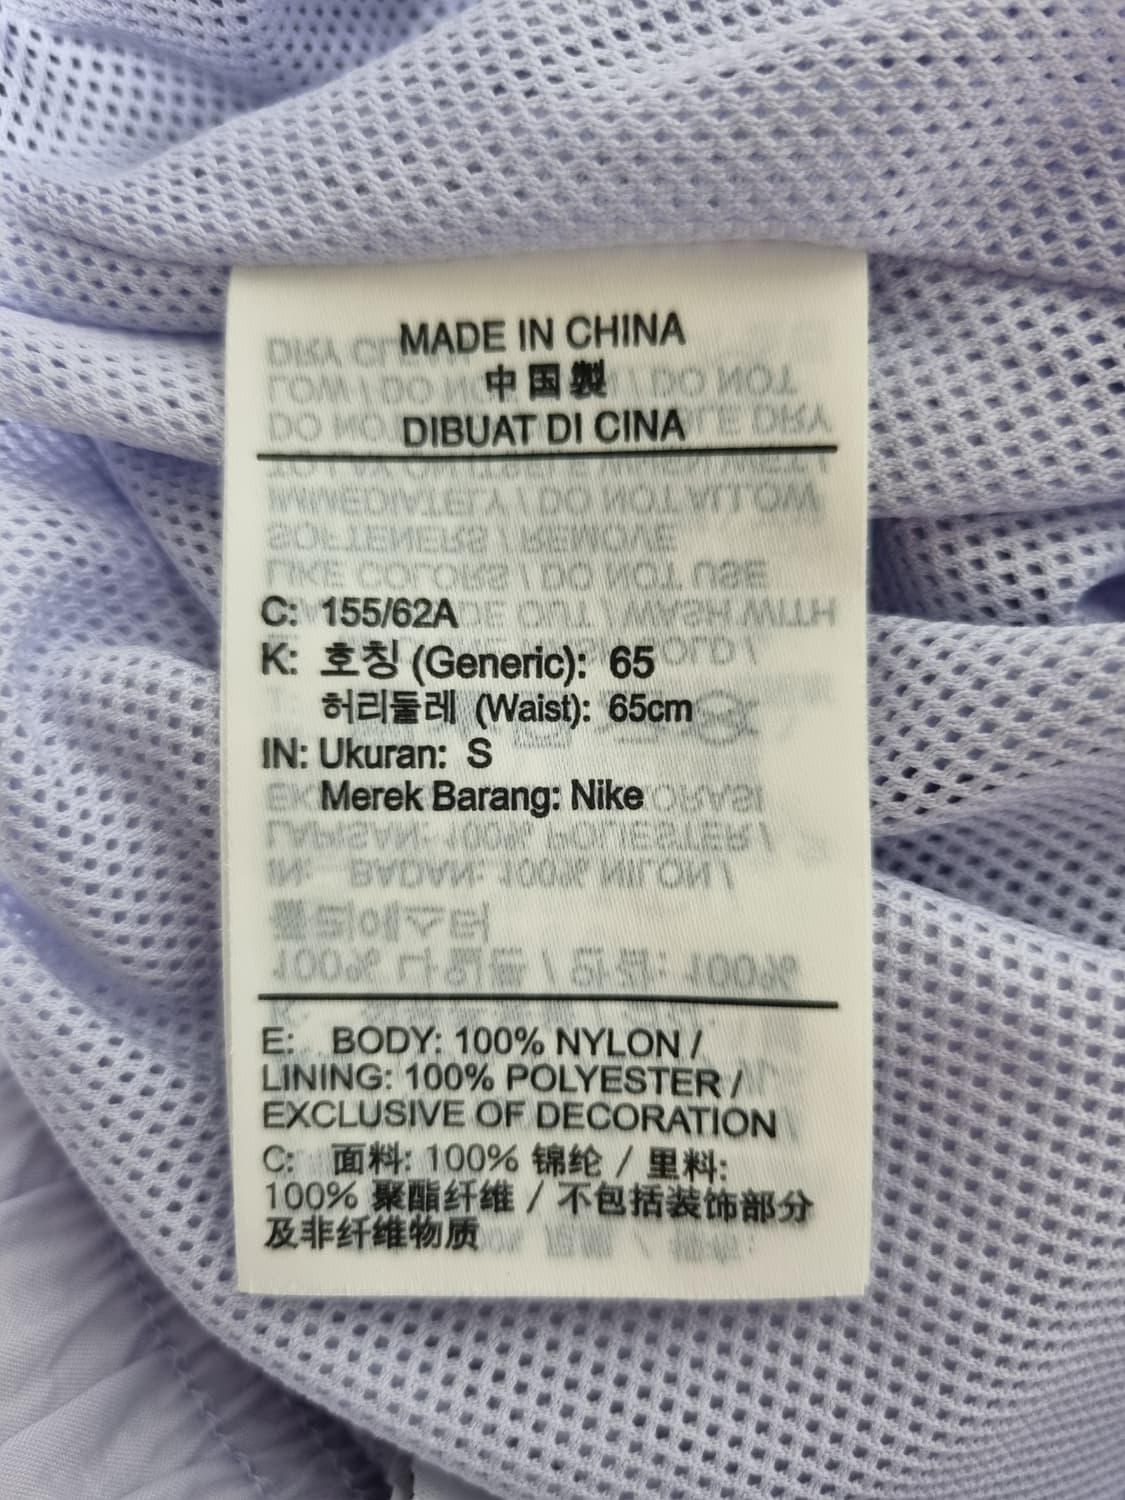 MADE IN CHINA
中国製
DIBUAT DI CINA
C: 155/62A
K: 호칭 (Generic): 65
허리둘레 (Waist): 65cm
IN: Ukuran: S
Merek Barang: Nike
E: BODY: 100% NYLON /
LINING: 100% POLYESTER /
EXCLUSIVE OF DECORATION
C: 面料: 100% 锦纶 / 里料:
100% 聚酯纤维 / 不包括装饰部分
及非纤维物质